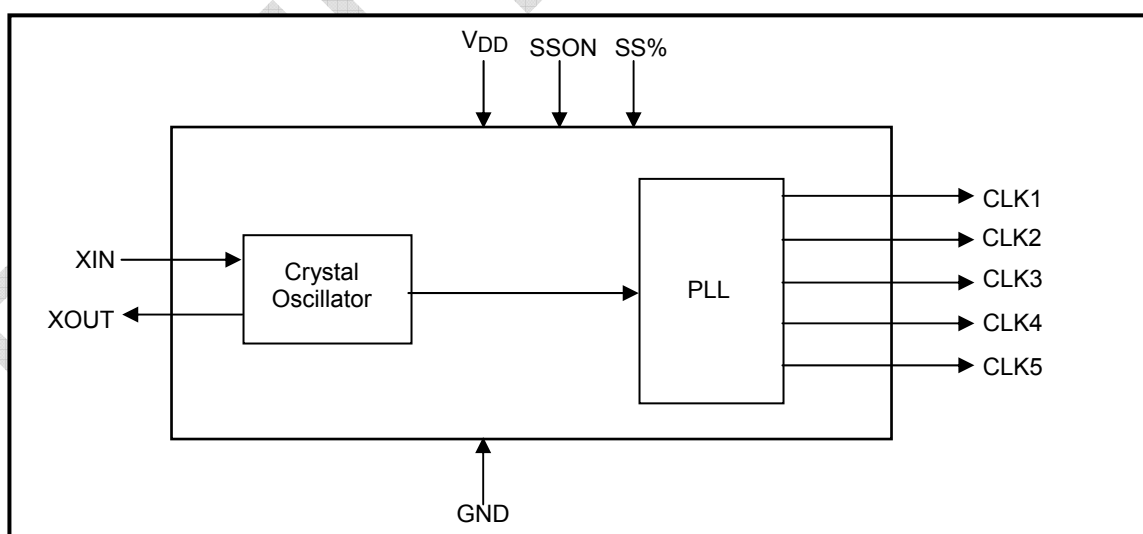 VDD SSON SS%
XIN
XOUT
Crystal
Oscillator
PLL
CLK1
CLK2
CLK3
CLK4
CLK5
GND